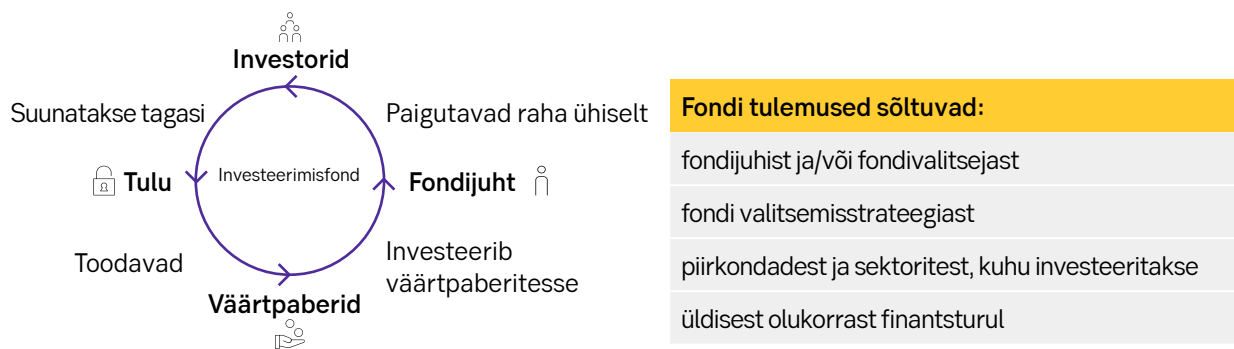 Investorid
Suunatakse tagasi
Paigutavad raha ühiselt
Tulu
Investeerimisfond
Fondijuht
Toodavad
Investeerib
väärtpaberitesse
Väärtpaberid
Fondi tulemused sõltuvad:
fondijuhist ja/või fondivalitsejast
fondi valitsemisstrateegiast
piirkondadest ja sektoritest, kuhu investeeritakse
üldisest olukorrast finantsturul